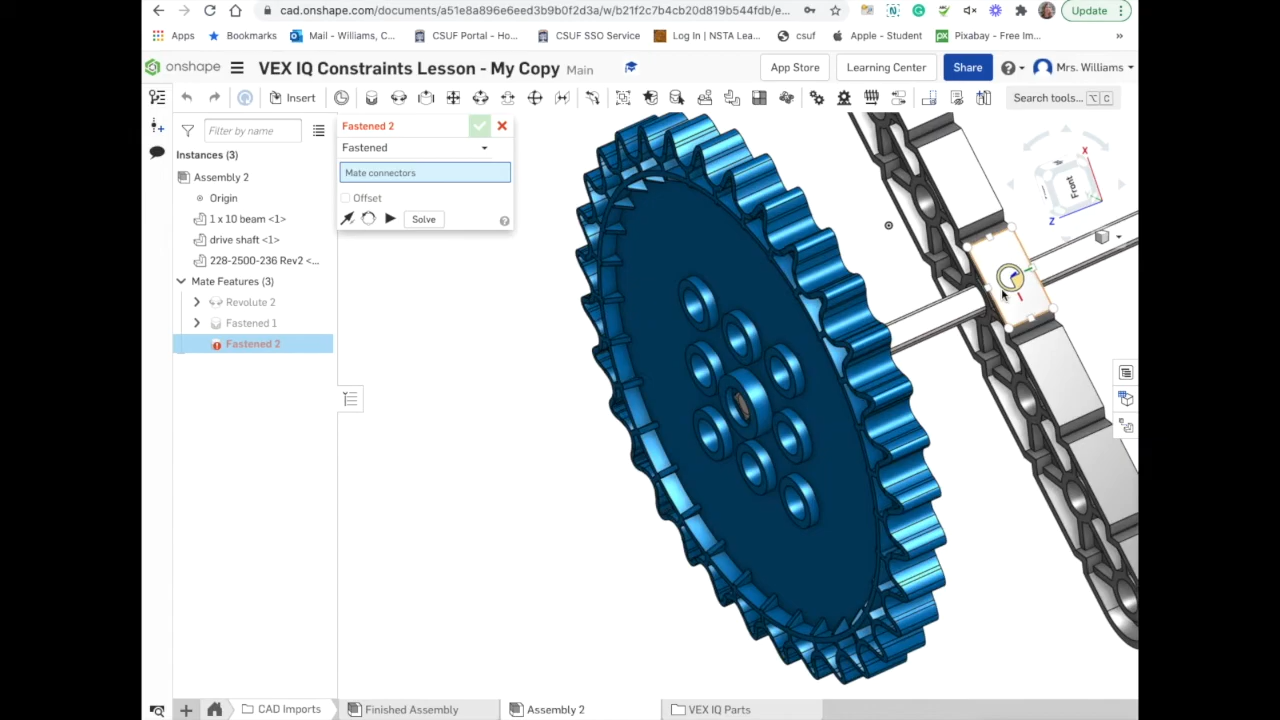 cad.onshape.com/documents/a51e8a896e6eed3b9b0f2d3a/w/b21f2c7b4cb20d819b544fdb/e...
Update
Apps
Bookmarks
Mail - Williams, C...
CSUF Portal - Ho...
CSUF SSO Service
Log In | NSTA Lea...
csuf
Apple - Student
Pixabay - Free Im...
»
onshape
VEX IQ Constraints Lesson - My Copy
Main
App Store
Learning Center
Share
Mrs. Williams
Insert
Search tools...
⌥ C
Filter by name
Fastened 2
Fastened
Mate connectors
Offset
Solve
Instances (3)
Assembly 2
Origin
1 x 10 beam <1>
drive shaft <1>
228-2500-236 Rev2 <...
Mate Features (3)
Revolute 2
Fastened 1
Fastened 2
X
Front
Z
CAD Imports
Finished Assembly
Assembly 2
VEX IQ Parts